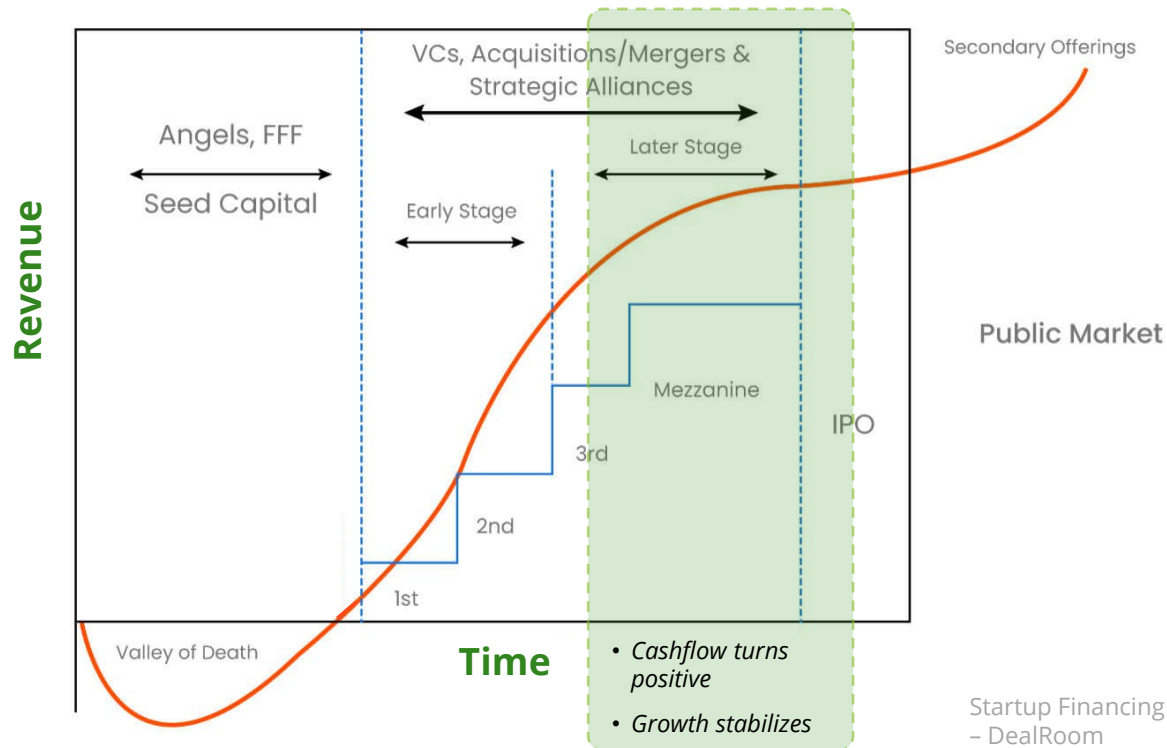 VCs, Acquisitions/Mergers &
Strategic Alliances
Secondary Offerings
Angels, FFF
Seed Capital
Later Stage
Early Stage
Revenue
Public Market
Mezzanine
IPO
3rd
2nd
1st
Valley of Death
Time
• Cashflow turns
positive
• Growth stabilizes
Startup Financing
– DealRoom